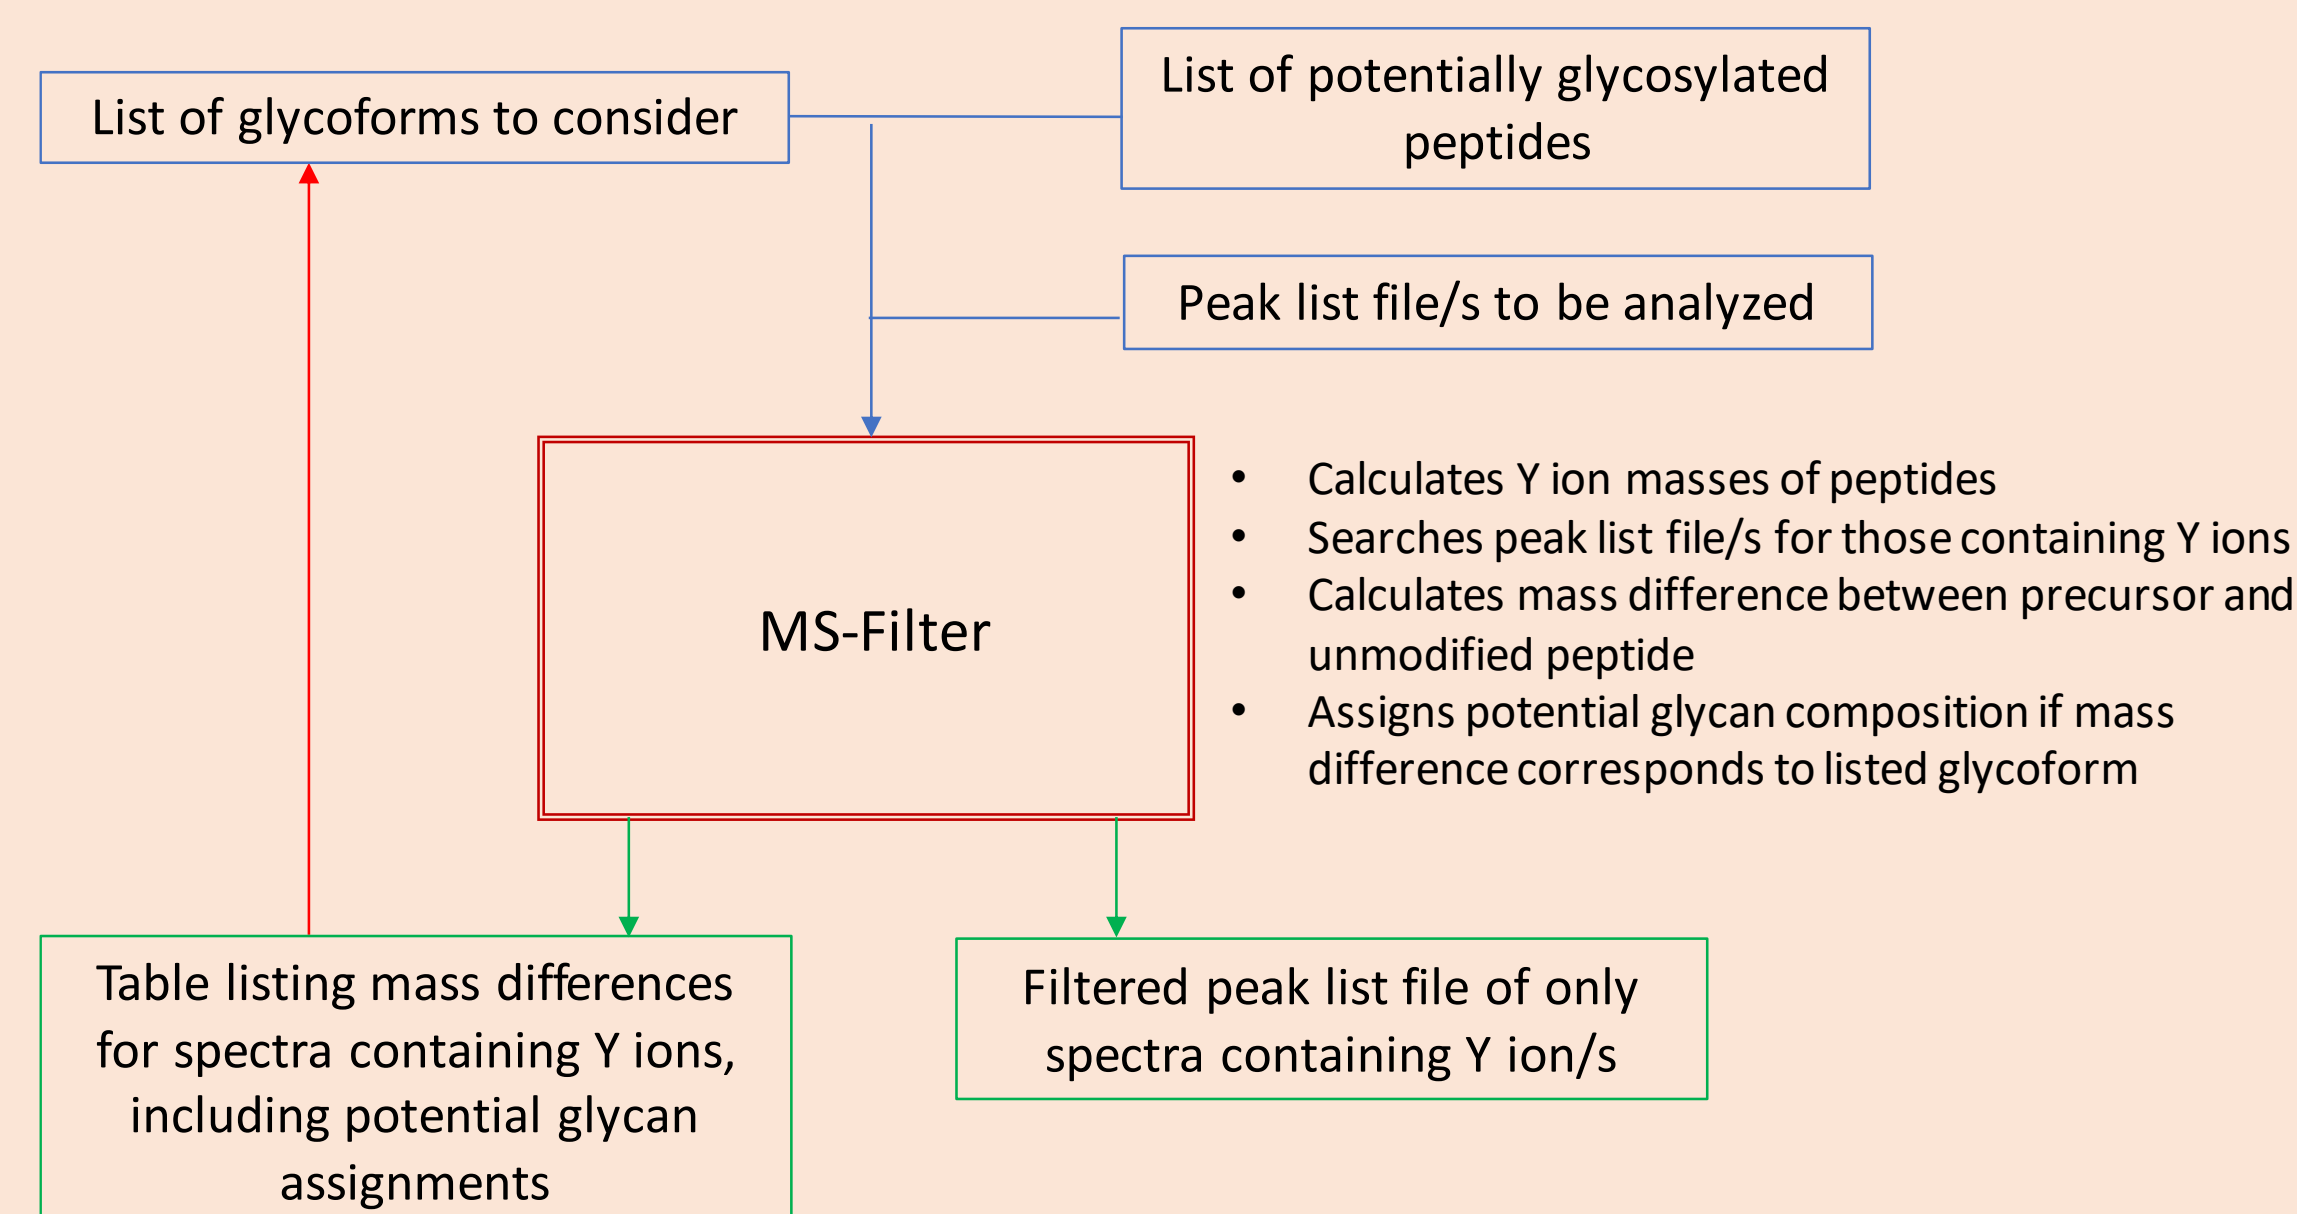 List of glycoforms to consider
List of potentially glycosylated
peptides
Peak list file/s to be analyzed
MS-Filter
• Calculates Y ion masses of peptides
• Searches peak list file/s for those containing Y ions
• Calculates mass difference between precursor and
unmodified peptide
• Assigns potential glycan composition if mass
difference corresponds to listed glycoform
Table listing mass differences
for spectra containing Y ions,
including potential glycan
assignments
Filtered peak list file of only
spectra containing Y ion/s